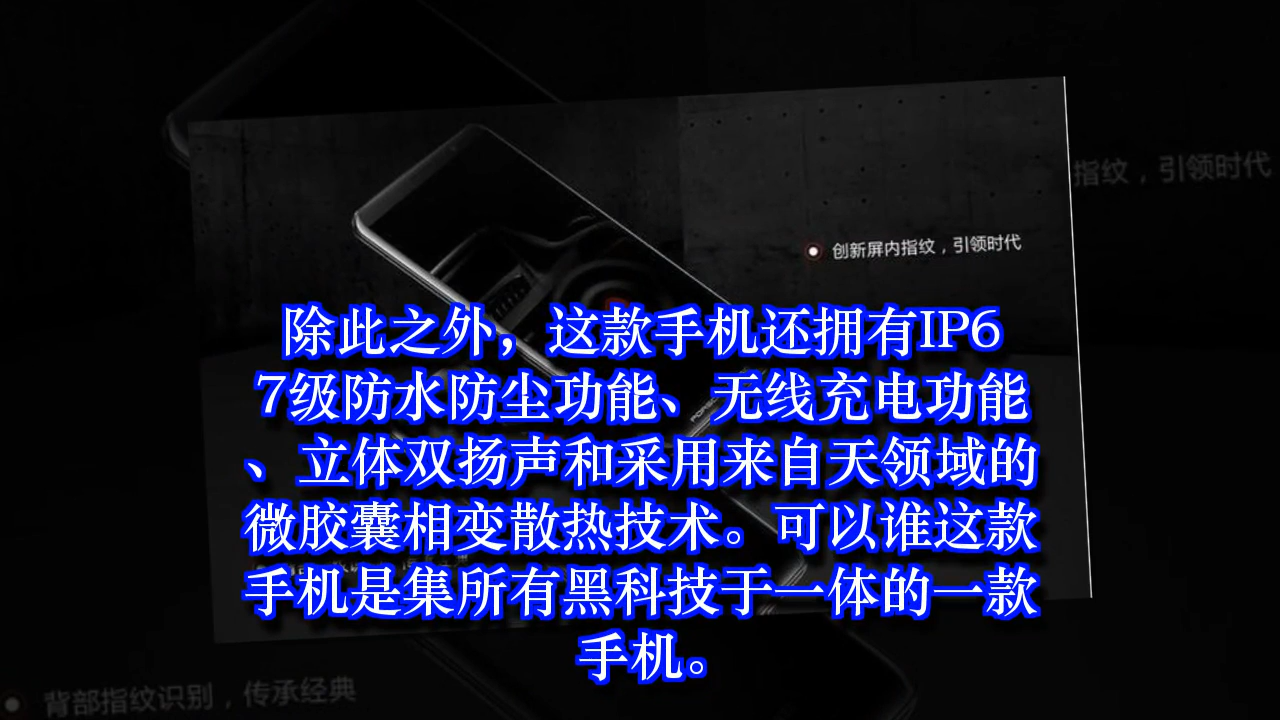 指纹，引领时代
创新屏内指纹，引领时代
除此之外，这款手机还拥有IP6
7级防水防尘功能、无线充电功能
、立体双扬声和采用来自天领域的
微胶囊相变散热技术。可以谁这款
手机是集所有黑科技于一体的一款
手机。
背部指纹识别，传承经典